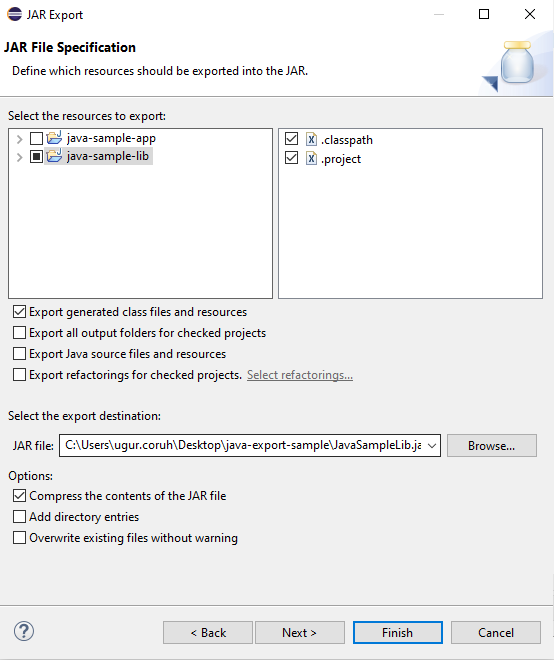 JAR Export
JAR File Specification
Define which resources should be exported into the JAR.
Select the resources to export:
java-sample-app
java-sample-lib
.classpath
.project
Export generated class files and resources
Export all output folders for checked projects
Export Java source files and resources
Export refactorings for checked projects. Select refactorings...
Select the export destination:
JAR file: C:\Users\ugur.coruh\Desktop\java-export-sample\JavaSampleLib.ja Browse...
Options:
Compress the contents of the JAR file
Add directory entries
Overwrite existing files without warning
? < Back Next > Finish Cancel